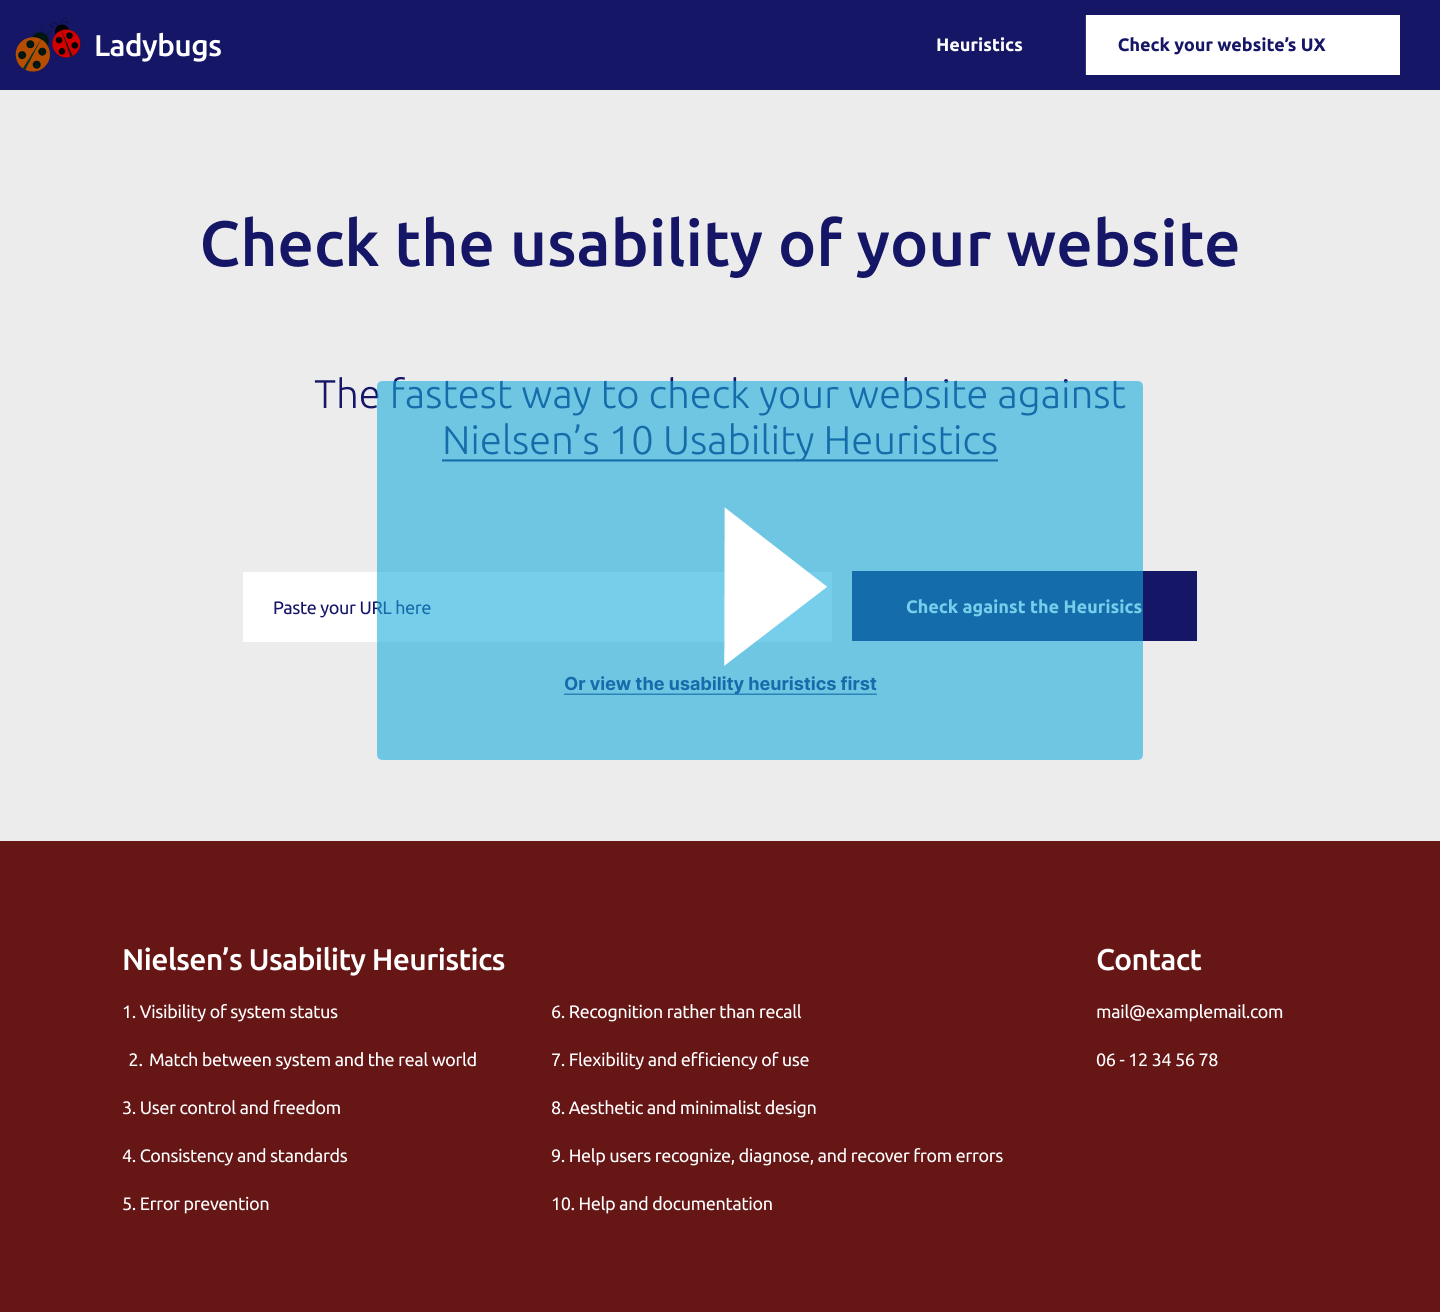 Ladybugs
Heuristics
Check your website’s UX
Check the usability of your website
The fastest way to check your website against
Nielsen’s 10 Usability Heuristics
Paste your URL here
Check against the Heurisics
Or view the usability heuristics first
Nielsen’s Usability Heuristics
1. Visibility of system status
2. Match between system and the real world
3. User control and freedom
4. Consistency and standards
5. Error prevention
6. Recognition rather than recall
7. Flexibility and efficiency of use
8. Aesthetic and minimalist design
9. Help users recognize, diagnose, and recover from errors
10. Help and documentation
Contact
mail@examplemail.com
06 - 12 34 56 78